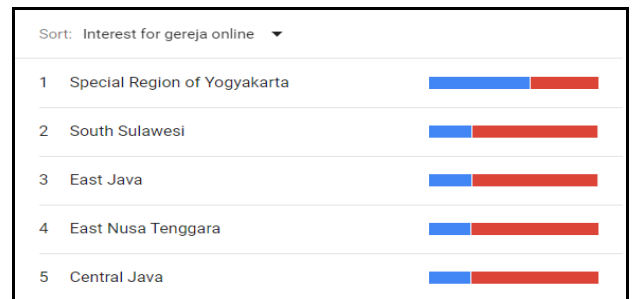 Sort: Interest for gereja online
1 Special Region of Yogyakarta
2 South Sulawesi
3 East Java
4 East Nusa Tenggara
5 Central Java